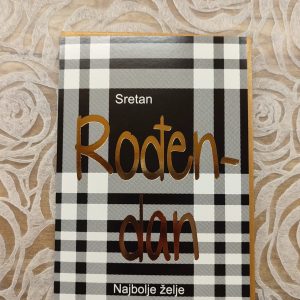 Sretan
Rođen-
dan
Najbolje želje